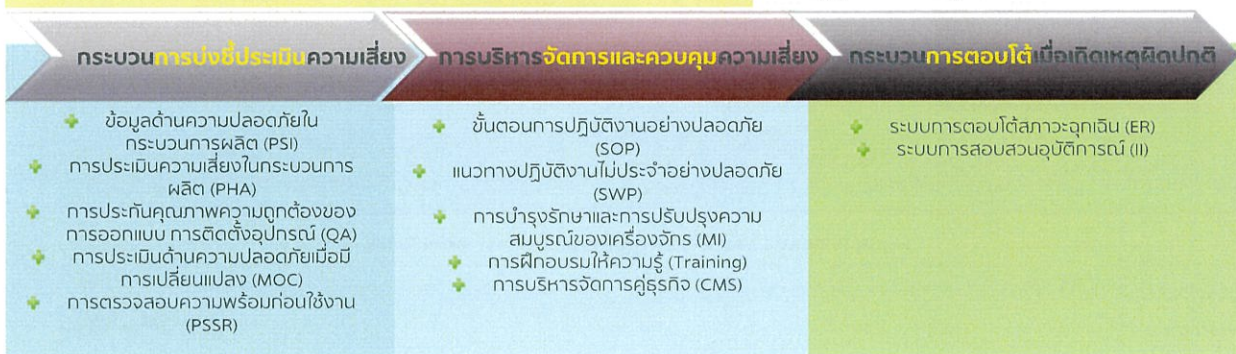 กระบวนการบ่งชี้ประเมินความเสี่ยง
การบริหารจัดการและควบคุมความเสี่ยง
กระบวนการตอบโต้เมื่อเกิดเหตุผิดปกติ
ข้อมูลด้านความปลอดภัยใน
กระบวนการผลิต (PSI)
การประเมินความเสี่ยงในกระบวนการ
ผลิต (PHA)
การประกันคุณภาพความถูกต้องของ
การออกแบบ การติดตั้งอุปกรณ์ (QA)
การประเมินด้านความปลอดภัยเมื่อมี
การเปลี่ยนแปลง (MOC)
การตรวจสอบความพร้อมก่อนใช้งาน
(PSSR)
ขั้นตอนการปฏิบัติงานอย่างปลอดภัย
(SOP)
แนวทางปฏิบัติงานไม่ประจำอย่างปลอดภัย
(SWP)
การบำรุงรักษาและการปรับปรุงความ
สมบูรณ์ของเครื่องจักร (MI)
การฝึกอบรมให้ความรู้ (Training)
การบริหารจัดการคู่ธุรกิจ (CMS)
ระบบการตอบโต้สภาวะฉุกเฉิน (ER)
ระบบการสอบสวนอุบัติการณ์ (II)